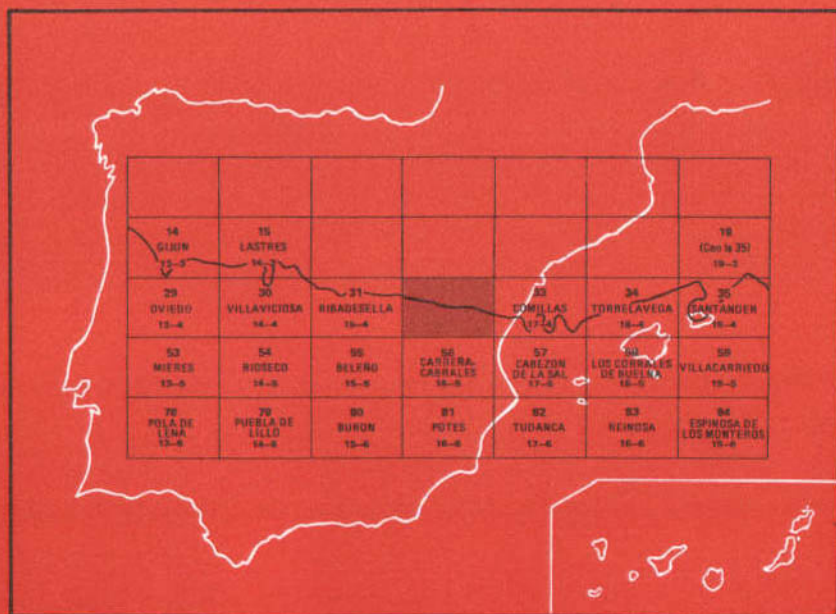 14
GIJON
13-3
15
LASTRES
14-3
19
(Con la 35)
19-3
29
OVIEDO
13-4
30
VILLAVICIOSA
14-4
31
RIBADESELLA
15-4
33
COMILLAS
17-4
34
TORRELAVEGA
18-4
35
SANTANDER
19-4
53
MIERES
13-5
54
RIOSECO
14-5
55
BELEÑO
15-5
56
CARRERA-
CABRALES
16-5
57
CABEZON
DE LA SAL
17-5
58
LOS CORRALES
DE BUELNA
18-5
59
VILLACARRIEDO
19-5
78
POLA DE
LENA
13-6
79
PUEBLA DE
LILLO
14-6
80
BURON
15-6
81
POTES
16-6
82
TUDANCA
17-6
83
REINOSA
18-6
84
ESPINOSA DE
LOS MONTEROS
19-6